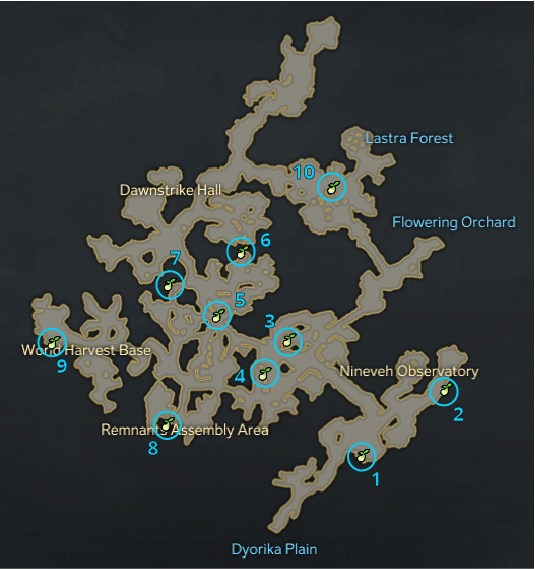 Lastra Forest
10
Dawnstrike Hall
Flowering Orchard
6
7
5
3
World Harvest Base
9
4
Nineveh Observatory
2
Remnants Assembly Area
8
1
Dyorika Plain